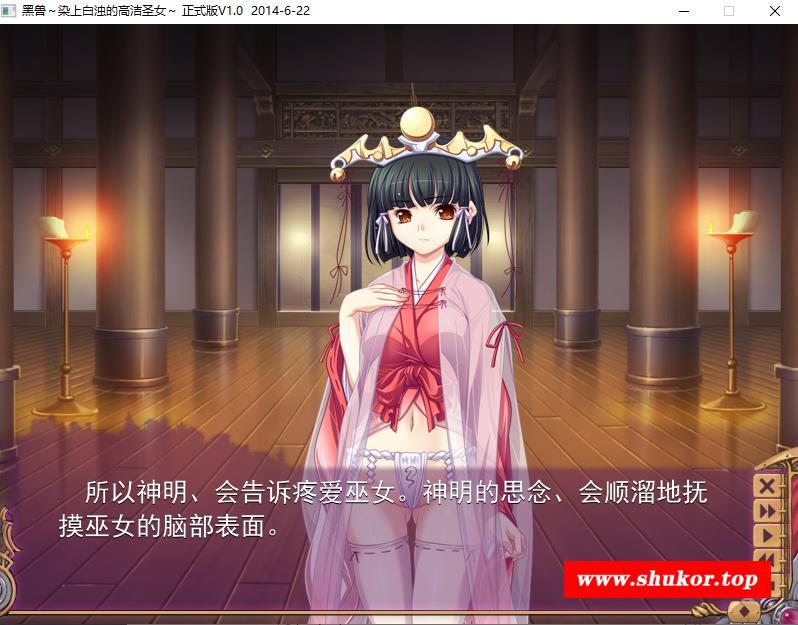 黑兽～染上白浊的高洁圣女～ 正式版V1.0 2014-6-22
所以神明、会告诉疼爱巫女。神明的思念、会顺溜地抚
摸巫女的脑部表面。
www.shukor.top